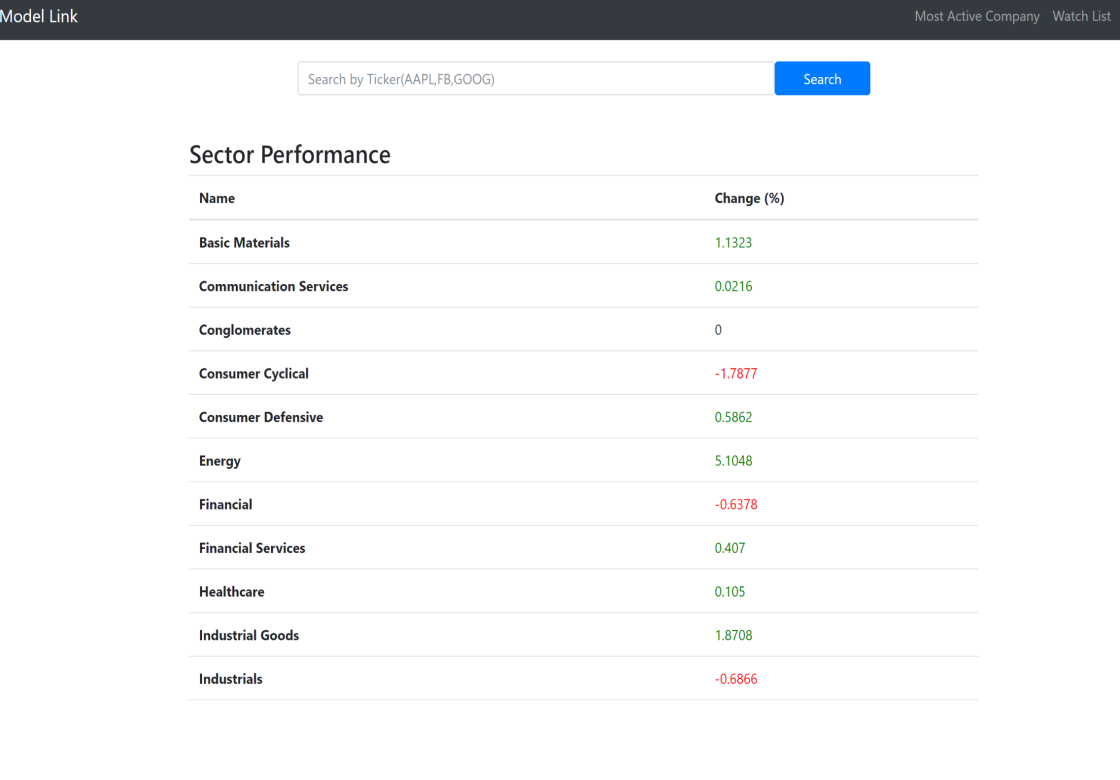 Model Link Most Active Company Watch List
Search by Ticker(AAPL,FB,GOOG) Search
Sector Performance
Name Change (%)
Basic Materials 1.1323
Communication Services 0.0216
Conglomerates 0
Consumer Cyclical -1.7877
Consumer Defensive 0.5862
Energy 5.1048
Financial -0.6378
Financial Services 0.407
Healthcare 0.105
Industrial Goods 1.8708
Industrials -0.6866